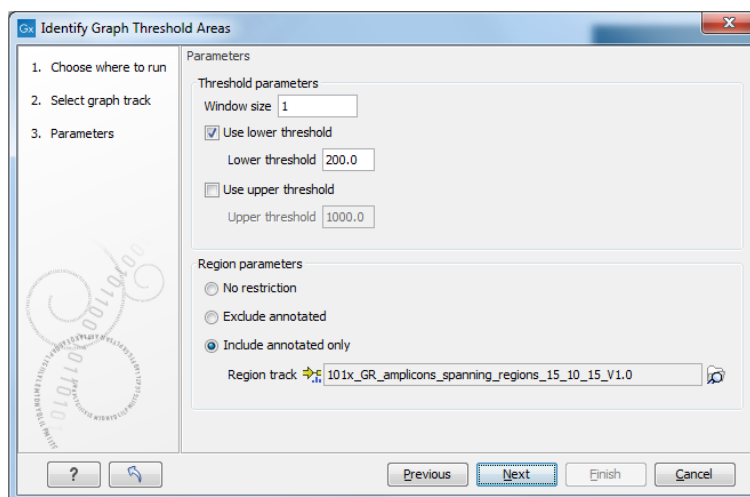 Gx Identify Graph Threshold Areas
1. Choose where to run
2. Select graph track
3. Parameters
Parameters
Threshold parameters
Window size 1
Use lower threshold
Lower threshold 200.0
Use upper threshold
Upper threshold 1000.0
Region parameters
No restriction
Exclude annotated
Include annotated only
Region track 101x_GR_amplicons_spanning_regions_15_10_15_V1.0
? Previous Next Finish Cancel